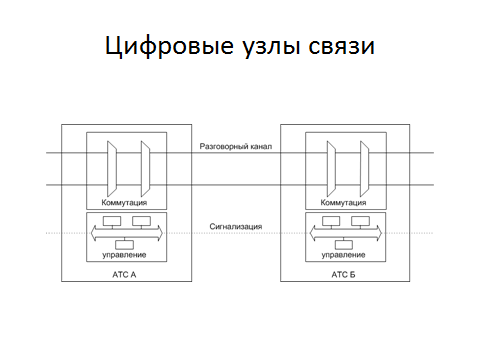 Цифровые узлы связи
Разговорный канал
Коммутация
Коммутация
Сигнализация
управление
управление
АТС А
АТС Б